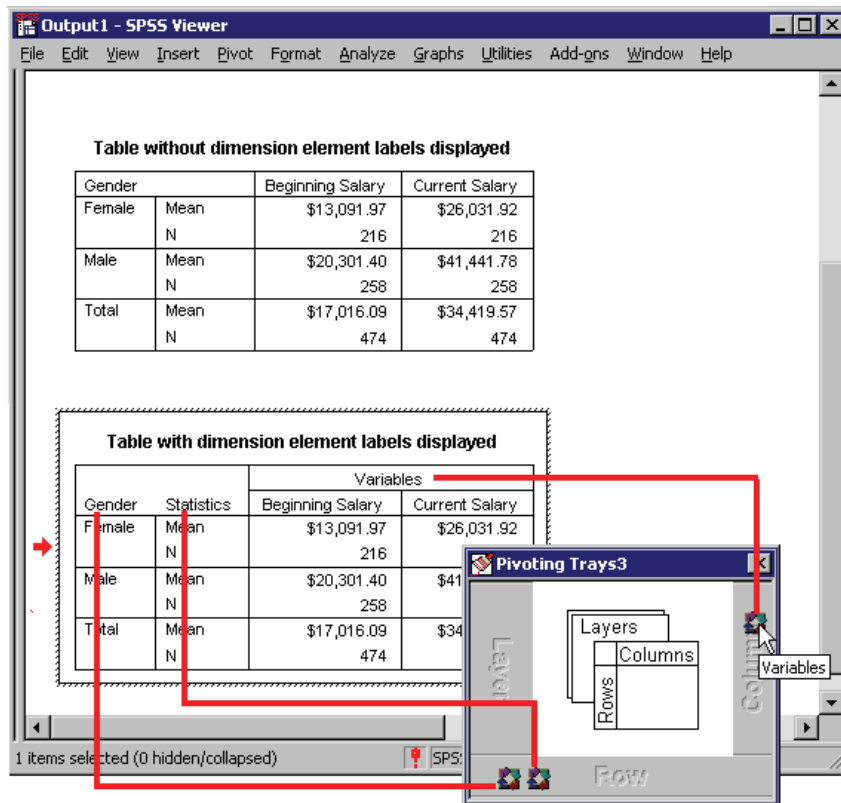 Output1 - SPSS Viewer
File Edit View Insert Pivot Format Analyze Graphs Utilities Add-ons Window Help
Table without dimension element labels displayed
Gender Beginning Salary Current Salary
Female Mean $13,091.97 $26,031.92
N 216 216
Male Mean $20,301.40 $41,441.78
N 258 258
Total Mean $17,016.09 $34,419.57
N 474 474
Table with dimension element labels displayed
Variables
Gender Statistics Beginning Salary Current Salary
Female Mean $13,091.97 $26,031.92
N 216
Male Mean $20,301.40 $41
N 258
Total Mean $17,016.09 $34
N 474
Pivoting Trays3
Layer
Layers
Columns
Rows
Column
Variables
Row
1 items selected (0 hidden/collapsed) SPS